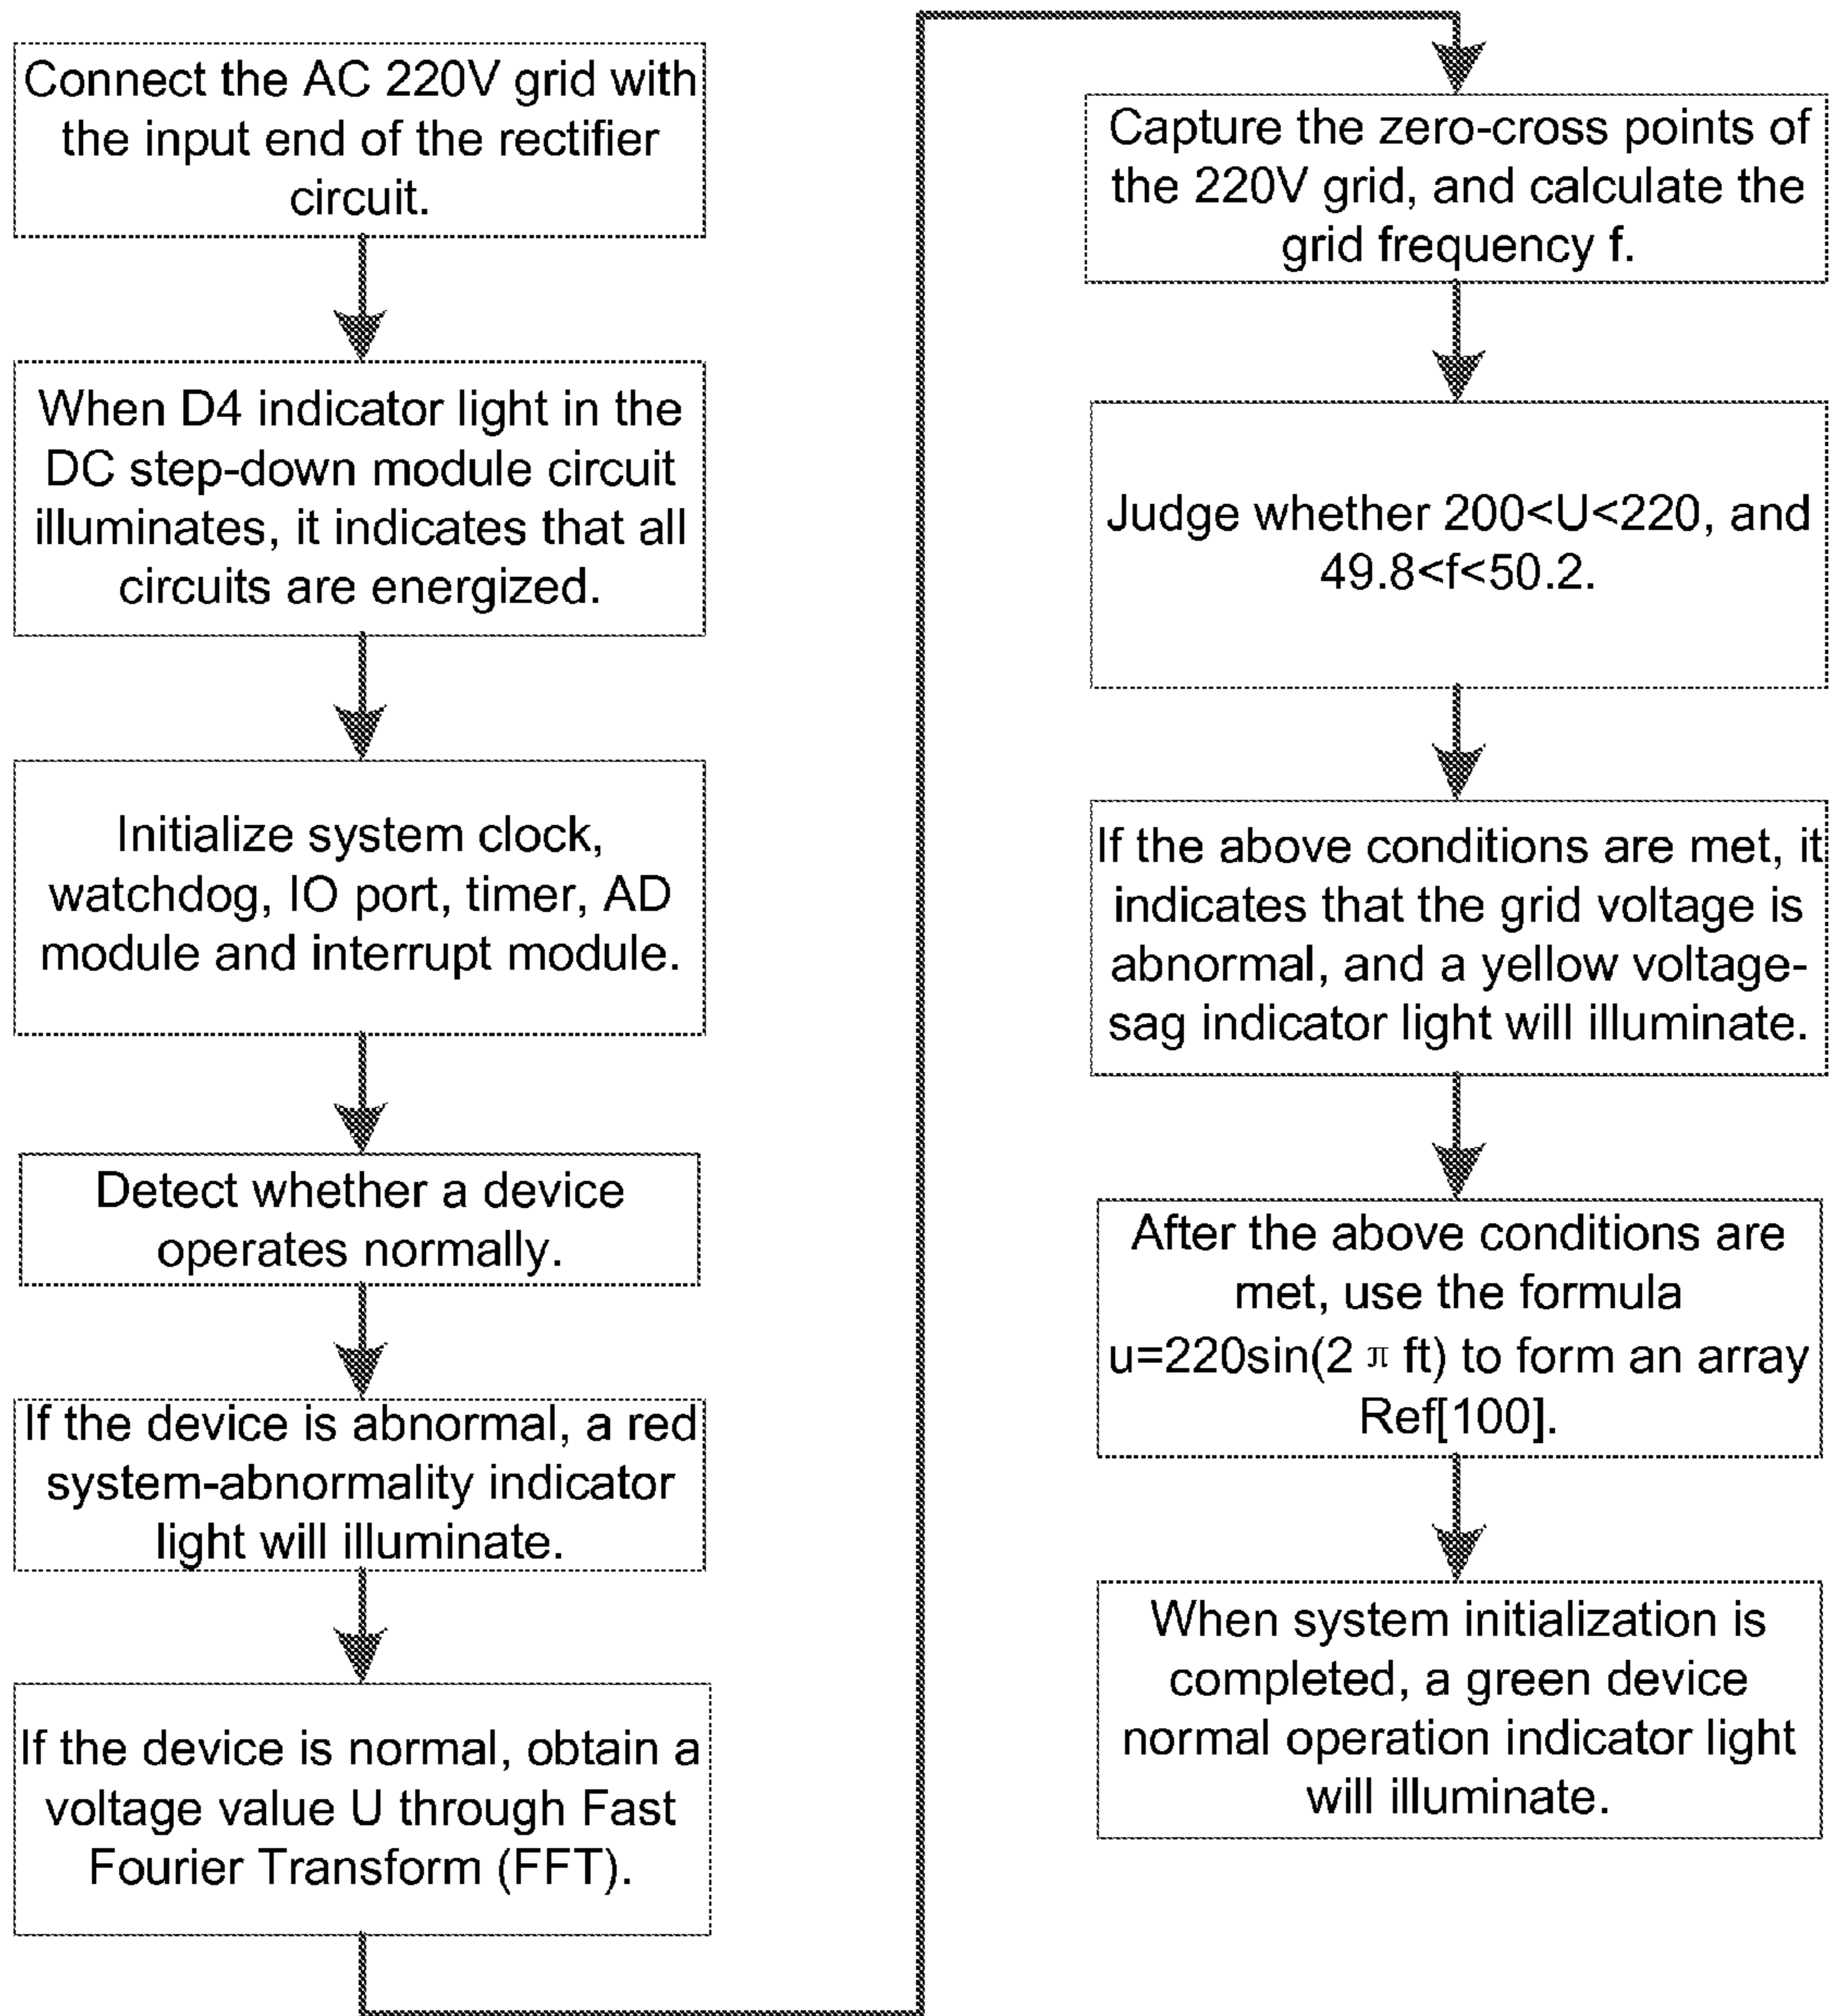 Connect the AC 220V grid with
the input end of the rectifier
circuit.
When D4 indicator light in the
DC step-down module circuit
illuminates, it indicates that all
circuits are energized.
Initialize system clock,
watchdog, IO port, timer, AD
module and interrupt module.
Detect whether a device
operates normally.
If the device is abnormal, a red
system-abnormality indicator
light will illuminate.
If the device is normal, obtain a
voltage value U through Fast
Fourier Transform (FFT).
Capture the zero-cross points of
the 220V grid, and calculate the
grid frequency f.
Judge whether 200<U<220, and
49.8<f<50.2.
If the above conditions are met, it
indicates that the grid voltage is
abnormal, and a yellow voltage-
sag indicator light will illuminate.
After the above conditions are
met, use the formula
u=220sin(2 π ft) to form an array
Ref[100].
When system initialization is
completed, a green device
normal operation indicator light
will illuminate.